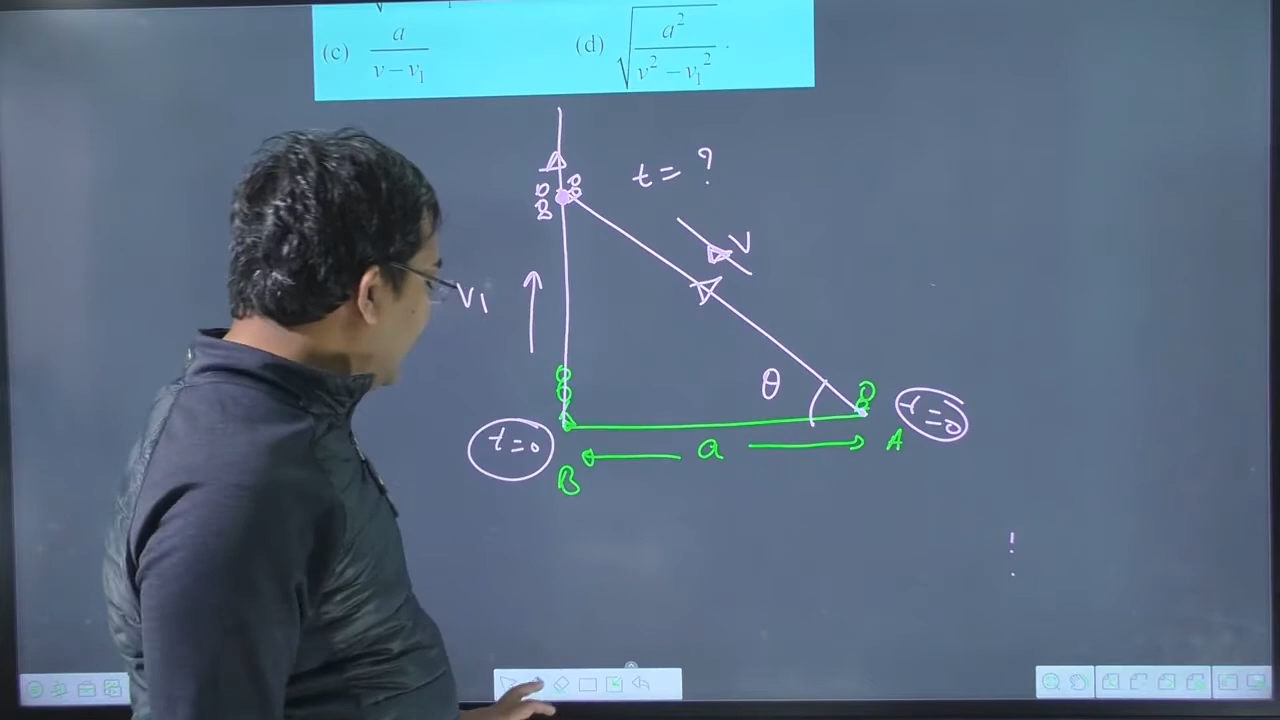 (c) a / (v − v₁) (d) √(a² / (v² − v₁²)) .
t = ?
V
V₁
θ
t=0
t=0
a
A
B